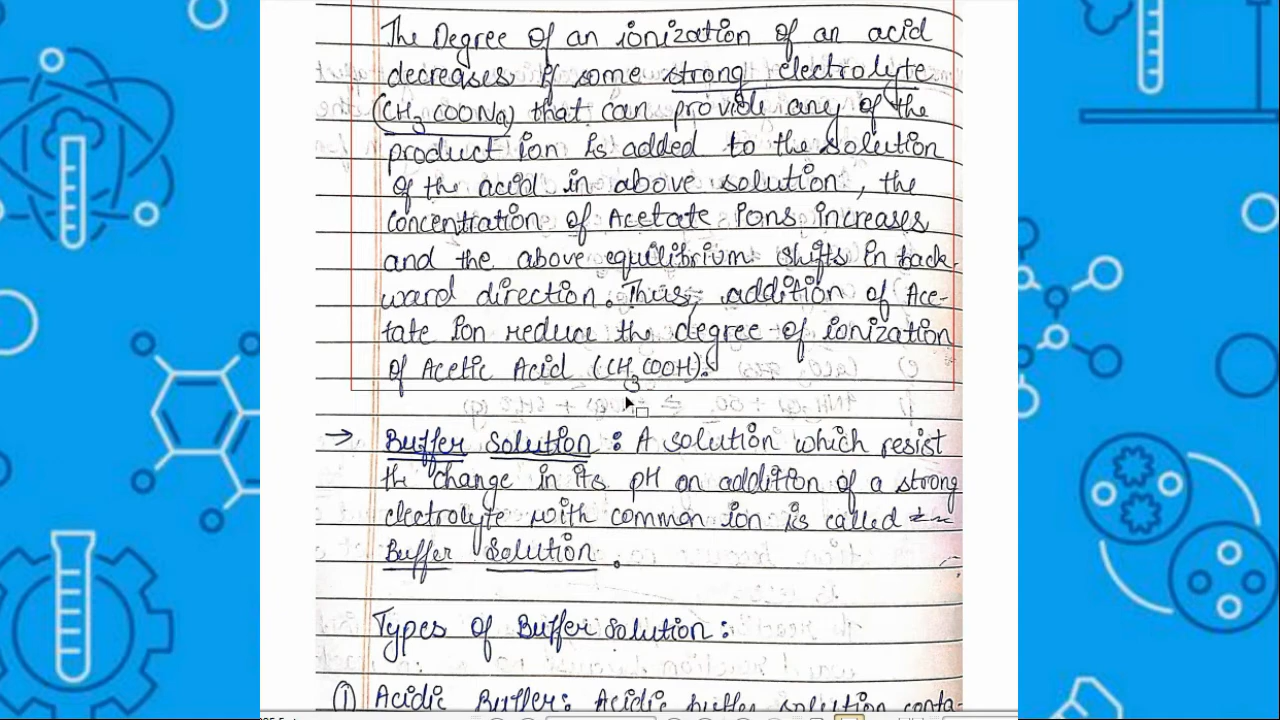 The Degree of an ionization of an acid
decreases if some strong electrolyte
(CH3 COONa) that can provide any of the
product ion is added to the solution
of the acid in above solution, the
concentration of Acetate ions increases
and the above equilibrium shifts in back-
ward direction. Thus, addition of Ace-
tate ion reduce the degree of ionization
of Acetic Acid (CH3COOH).
→ Buffer Solution : A solution which resist
the change in its pH on addition of a strong
electrolyte with common ion is called
Buffer Solution.
Types of Buffer solution:
① Acidic Buffer: Acidic buffer solution conta-